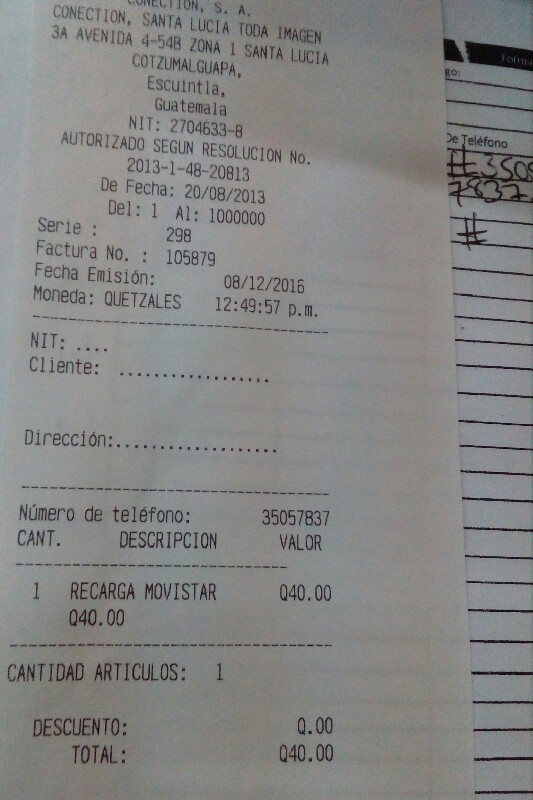 CONECTION, S. A.
CONECTION, SANTA LUCIA TODA IMAGEN
3A AVENIDA 4-54B ZONA 1 SANTA LUCIA
COTZUMALGUAPA,
Escuintla,
Guatemala
NIT: 2704633-8
AUTORIZADO SEGUN RESOLUCION No.
2013-1-48-20813
De Fecha: 20/08/2013
Del: 1 Al: 1000000
Serie : 298
Factura No. : 105879
Fecha Emisión: 08/12/2016
Moneda: QUETZALES 12:49:57 p.m.
NIT: ....
Cliente: ..................
Dirección:...................
Número de teléfono: 35057837
CANT. DESCRIPCION VALOR
1 RECARGA MOVISTAR Q40.00
Q40.00
CANTIDAD ARTICULOS: 1
DESCUENTO: Q.00
TOTAL: Q40.00
Forma
go:
De Teléfono
#3505
7837
#